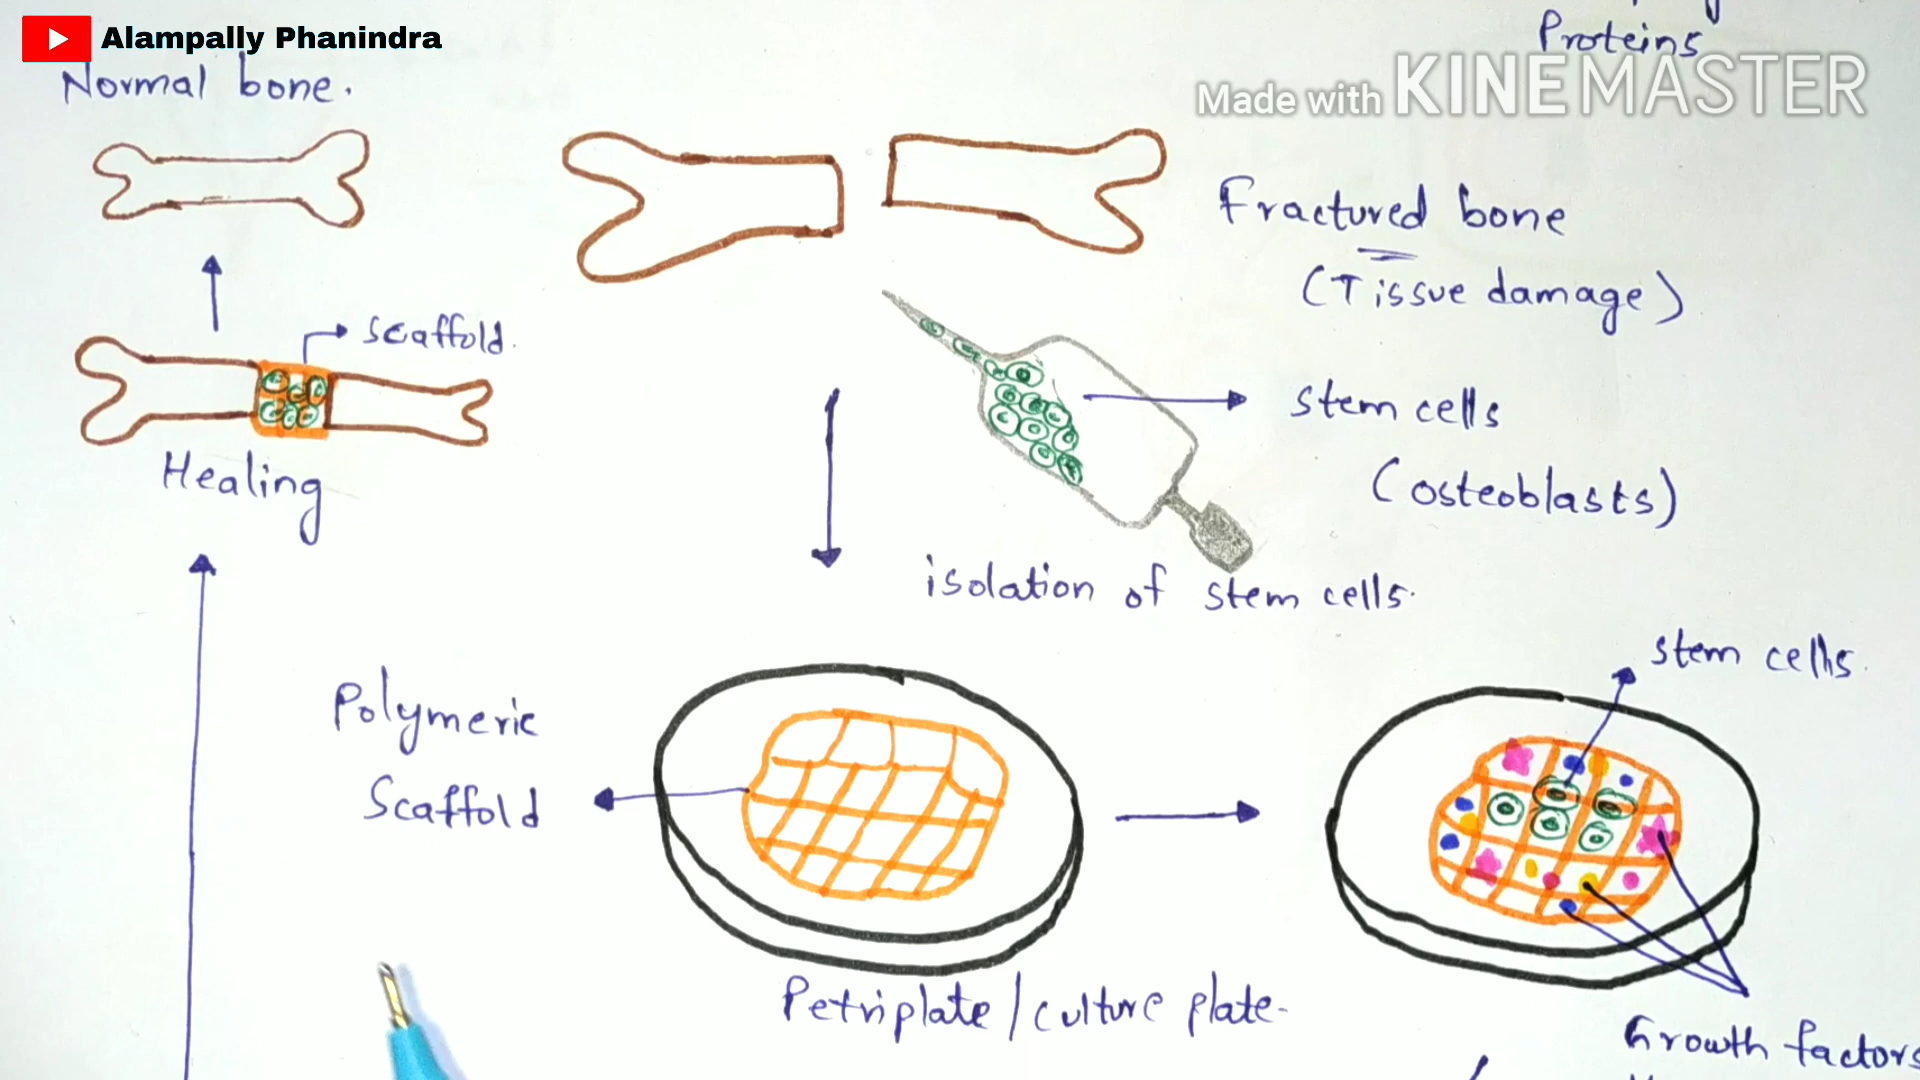 Alampally Phanindra
Proteins
Made with KINEMASTER
Normal bone.
Fractured bone
(Tissue damage)
scaffold.
stem cells
(osteoblasts)
Healing
isolation of stem cells.
stem cells.
Polymeric
Scaffold
Petriplate/culture plate.
Growth factors